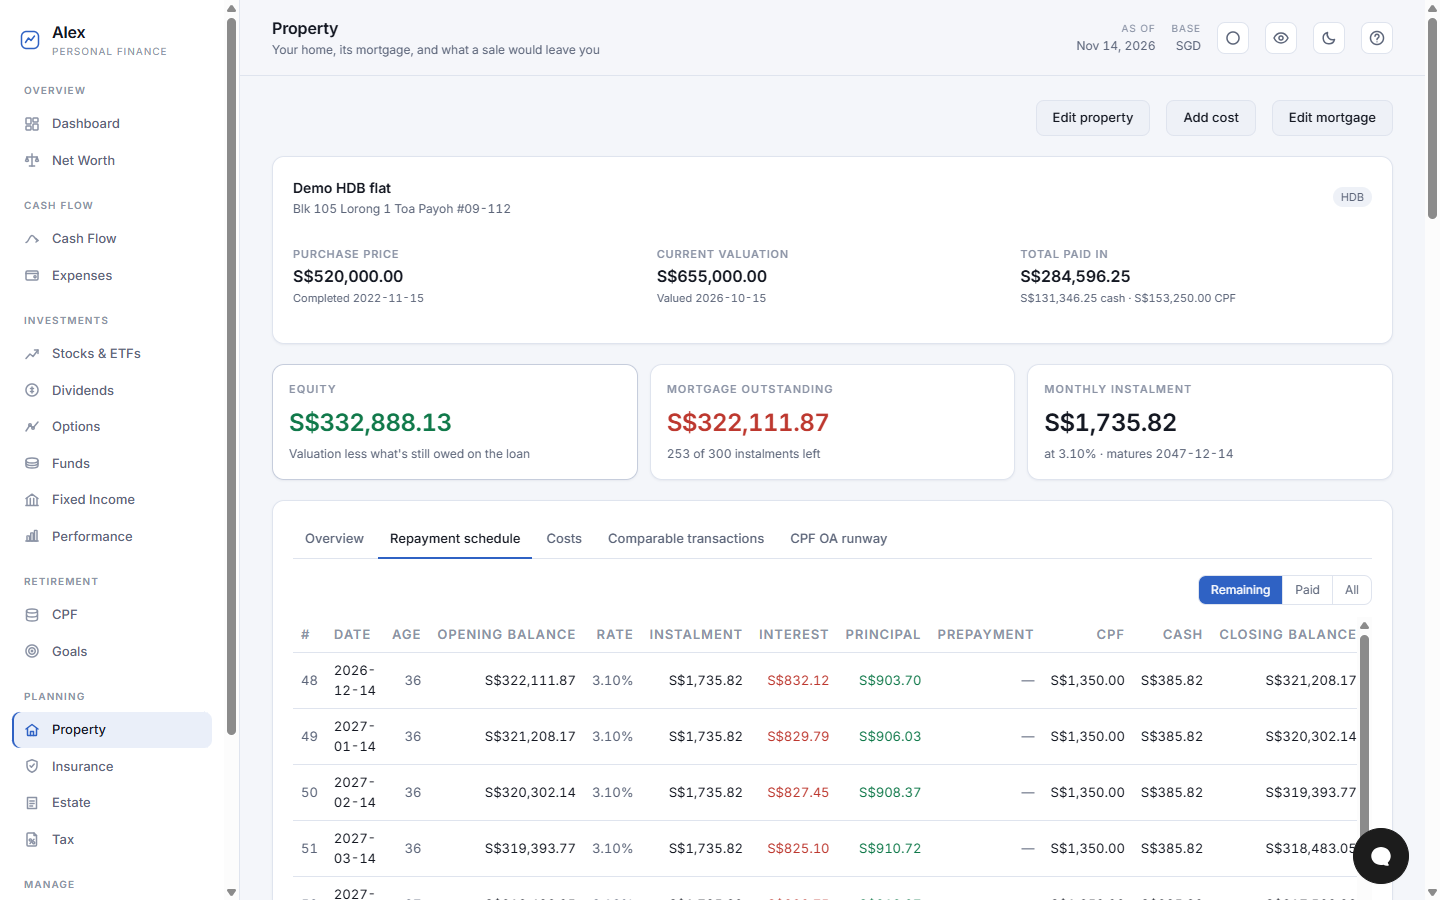 Alex
PERSONAL FINANCE
OVERVIEW
Dashboard
Net Worth
CASH FLOW
Cash Flow
Expenses
INVESTMENTS
Stocks & ETFs
Dividends
Options
Funds
Fixed Income
Performance
RETIREMENT
CPF
Goals
PLANNING
Property
Insurance
Estate
Tax
MANAGE
Property
Your home, its mortgage, and what a sale would leave you
AS OF
Nov 14, 2026
BASE
SGD
Edit property
Add cost
Edit mortgage
Demo HDB flat
Blk 105 Lorong 1 Toa Payoh #09-112
HDB
PURCHASE PRICE
S$520,000.00
Completed 2022-11-15
CURRENT VALUATION
S$655,000.00
Valued 2026-10-15
TOTAL PAID IN
S$284,596.25
S$131,346.25 cash · S$153,250.00 CPF
EQUITY
S$332,888.13
Valuation less what's still owed on the loan
MORTGAGE OUTSTANDING
S$322,111.87
253 of 300 instalments left
MONTHLY INSTALMENT
S$1,735.82
at 3.10% · matures 2047-12-14
Overview Repayment schedule Costs Comparable transactions CPF OA runway
Remaining Paid All
# DATE AGE OPENING BALANCE RATE INSTALMENT INTEREST PRINCIPAL PREPAYMENT CPF CASH CLOSING BALANCE
48 2026-12-14 36 S$322,111.87 3.10% S$1,735.82 S$832.12 S$903.70 — S$1,350.00 S$385.82 S$321,208.17
49 2027-01-14 36 S$321,208.17 3.10% S$1,735.82 S$829.79 S$906.03 — S$1,350.00 S$385.82 S$320,302.14
50 2027-02-14 36 S$320,302.14 3.10% S$1,735.82 S$827.45 S$908.37 — S$1,350.00 S$385.82 S$319,393.77
51 2027-03-14 36 S$319,393.77 3.10% S$1,735.82 S$825.10 S$910.72 — S$1,350.00 S$385.82 S$318,483.05
2027-